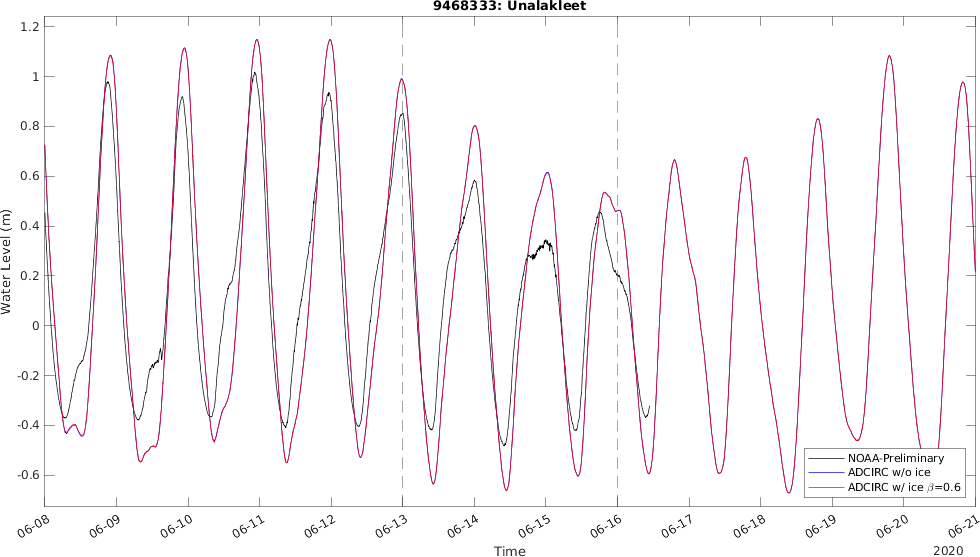 9468333: Unalakleet
Water Level (m)
1.2
1
0.8
0.6
0.4
0.2
0
-0.2
-0.4
-0.6
NOAA-Preliminary
ADCIRC w/o ice
ADCIRC w/ ice β=0.6
06-08 06-09 06-10 06-11 06-12 06-13 06-14 06-15 06-16 06-17 06-18 06-19 06-20 06-21
Time
2020